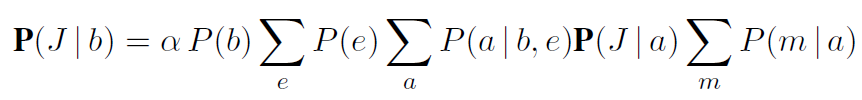 P(J | b) = α P(b) ∑_e P(e) ∑_a P(a | b, e)P(J | a) ∑_m P(m | a)